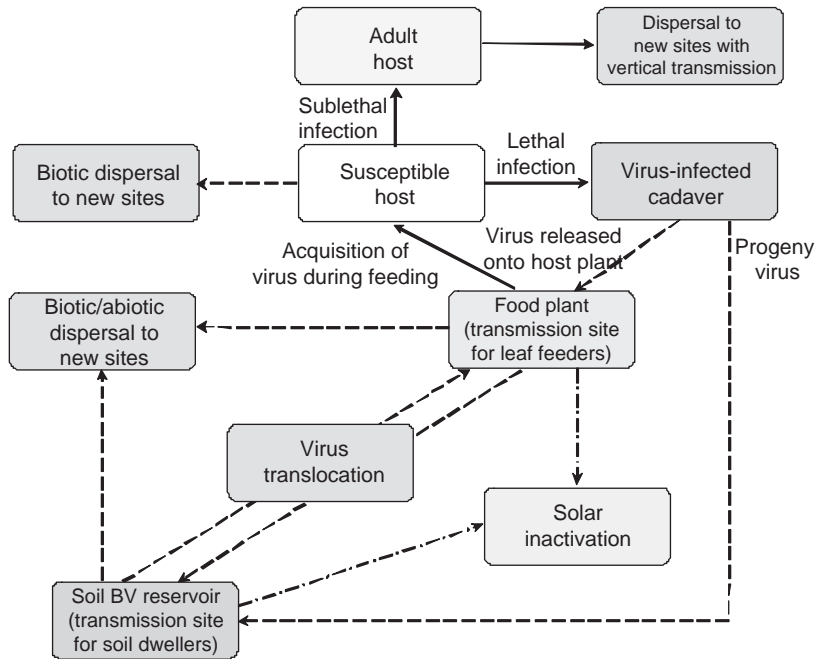 Adult
host
Dispersal to
new sites with
vertical transmission
Sublethal
infection
Lethal
infection
Biotic dispersal
to new sites
Susceptible
host
Virus-infected
cadaver
Acquisition of
virus during feeding
Virus released
onto host plant
Progeny
virus
Biotic/abiotic
dispersal to
new sites
Food plant
(transmission site
for leaf feeders)
Virus
translocation
Solar
inactivation
Soil BV reservoir
(transmission site
for soil dwellers)